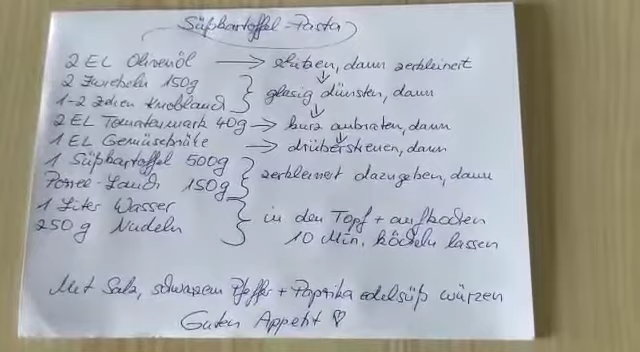 Süßkartoffel-Pasta
2 EL Olivenöl → dann zerkleinert
2 Zwiebeln 150g
1-2 Zehen Knoblauch } glasig dünsten, dann
2 EL Tomatenmark 40g → kurz anbraten, dann
1 EL Gemüsebrühe → drüberstreuen, dann
1 Süßkartoffel 500g
Porree-Lauch 150g } zerkleinert dazugeben, dann
1 Liter Wasser
250 g Nudeln } in den Topf + aufkochen
10 Min. köcheln lassen
Mit Salz, schwarzem Pfeffer + Paprika edelsüß würzen
Guten Appetit ♡